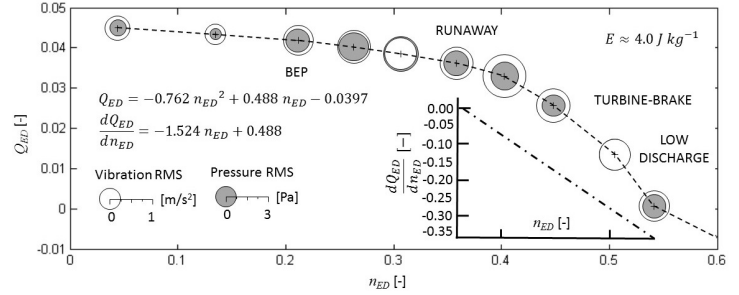 0.05
0.04
0.03
0.02
0.01
0
-0.01
Q_ED [-]
0
0.1
0.2
0.3
0.4
0.5
0.6
n_ED [-]
RUNAWAY
E ≈ 4.0 J kg⁻¹
BEP
TURBINE-BRAKE
LOW
DISCHARGE
Q_ED = −0.762 n_ED² + 0.488 n_ED − 0.0397
dQ_ED/dn_ED = −1.524 n_ED + 0.488
Vibration RMS
[m/s²]
0 1
Pressure RMS
[Pa]
0 3
0.00
-0.05
-0.10
-0.15
-0.20
-0.25
-0.30
-0.35
dQ_ED/dn_ED [−]
n_ED [-]